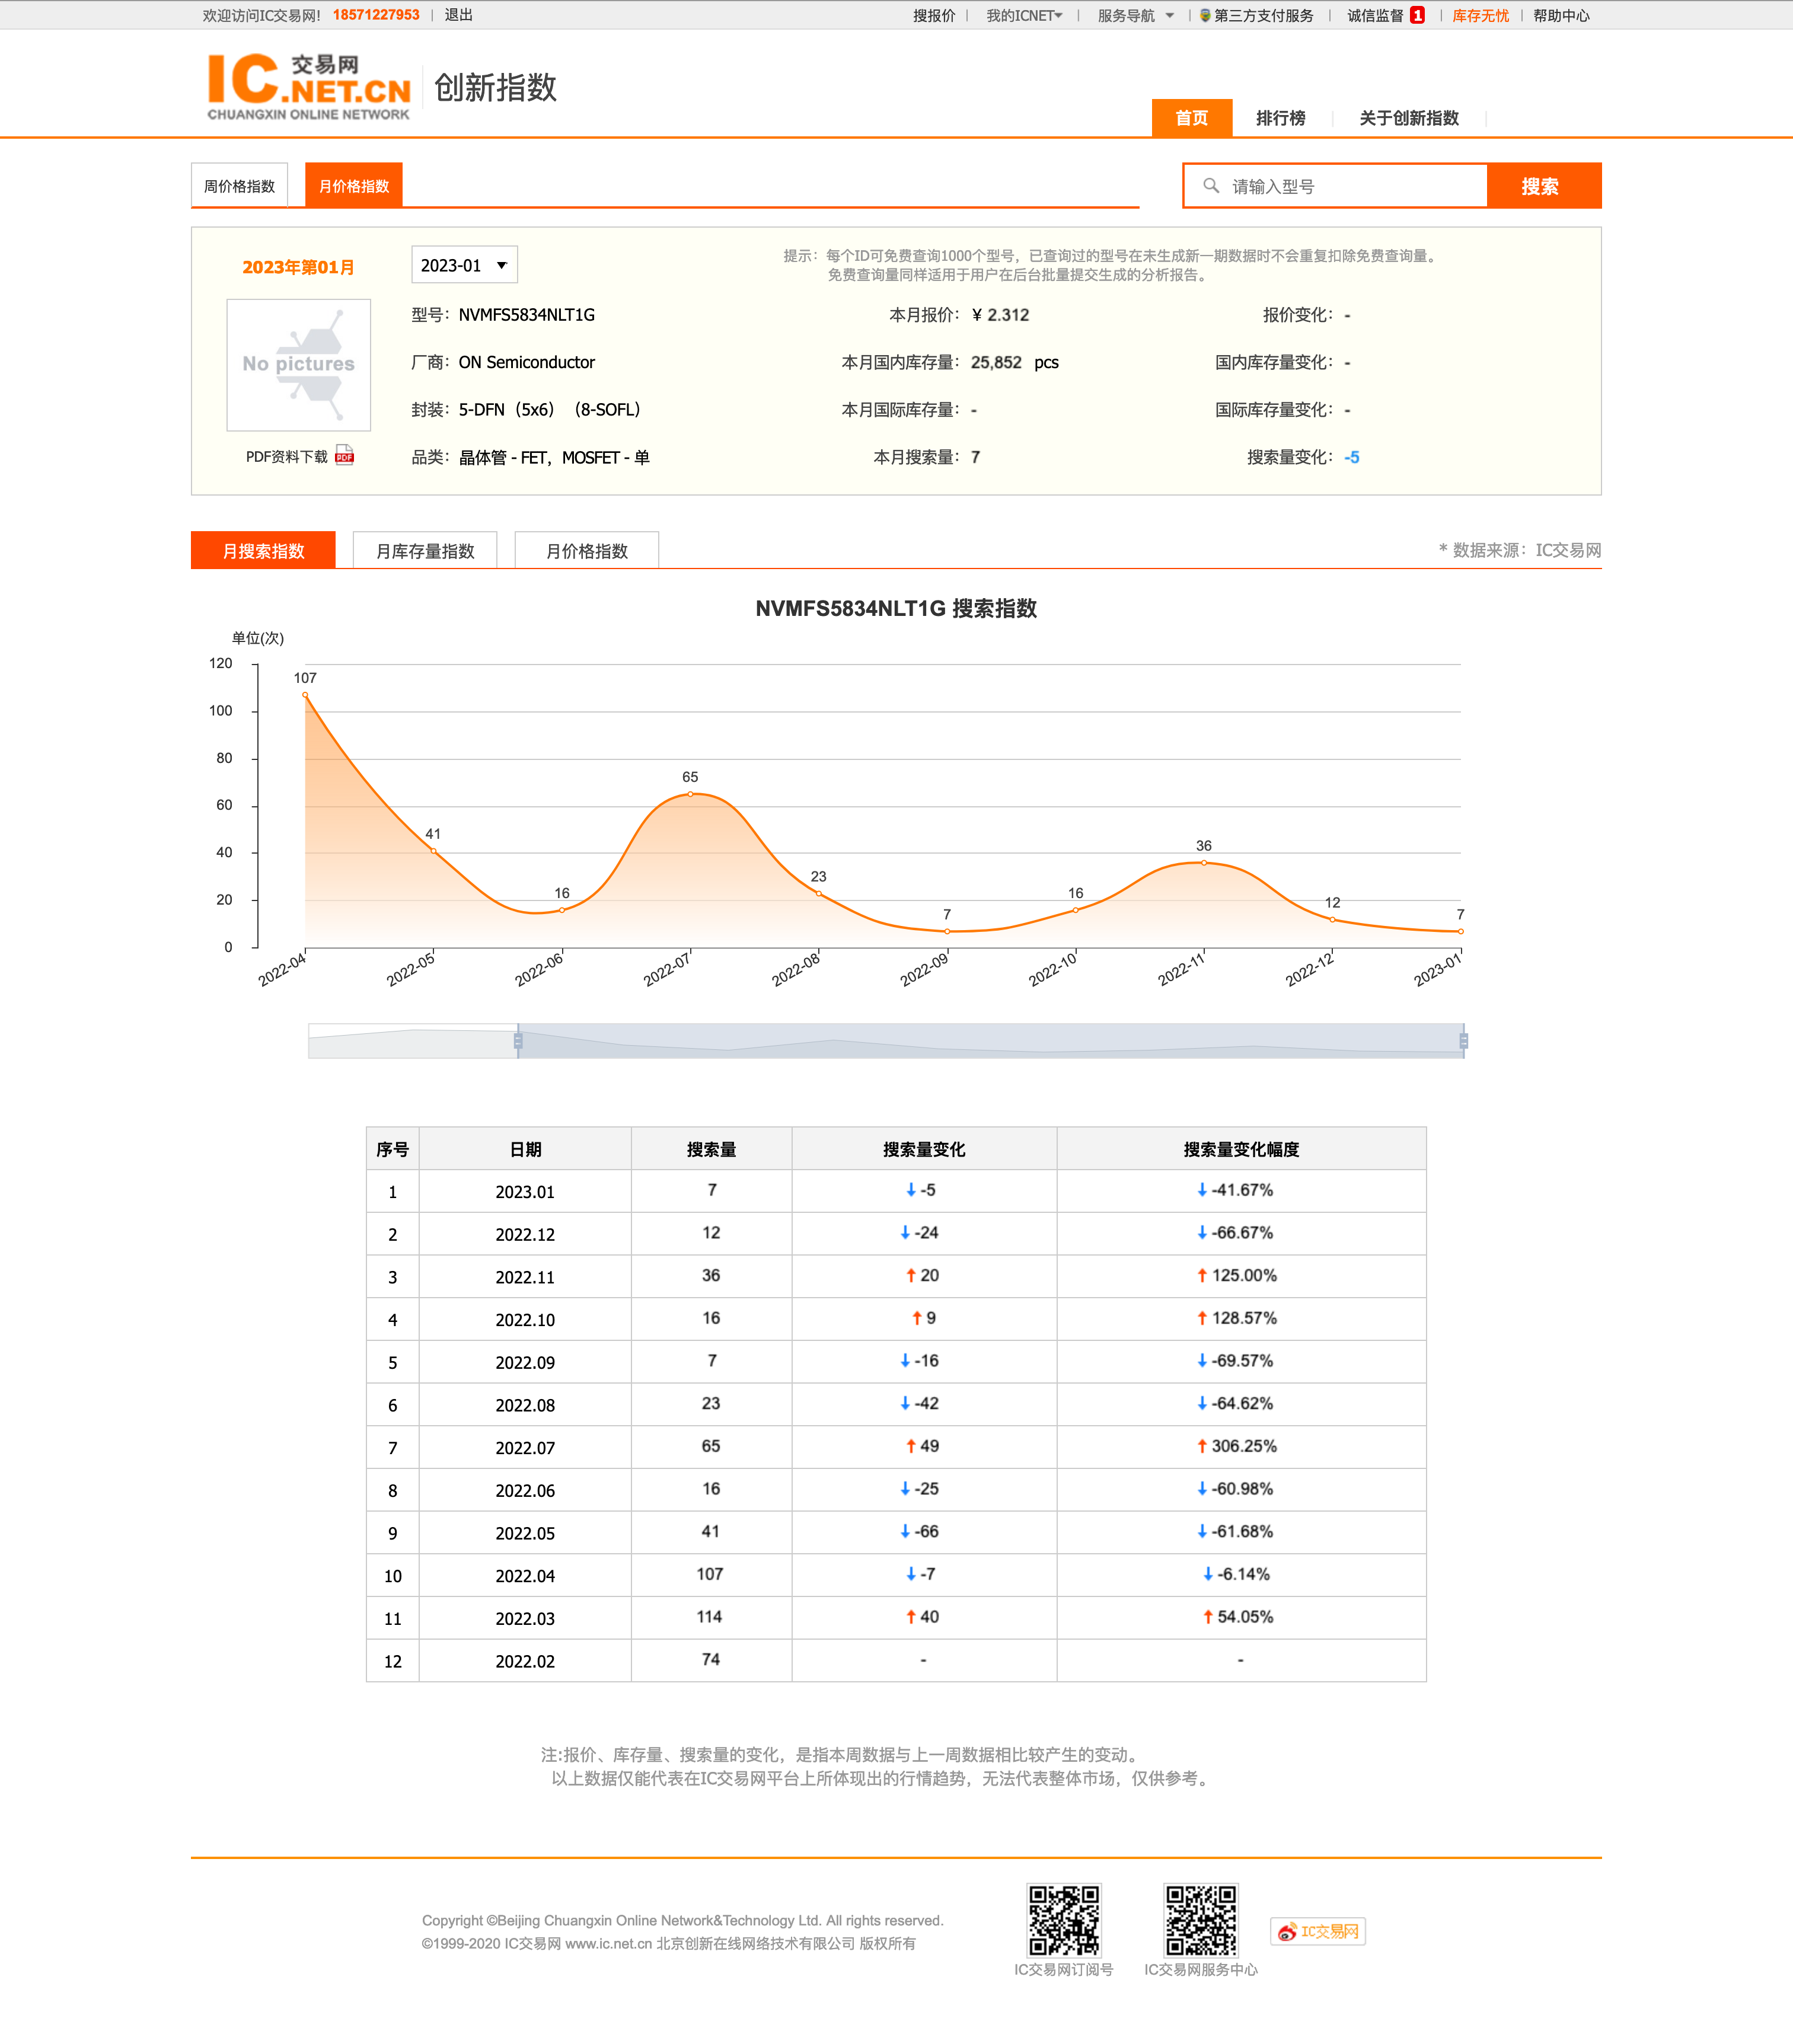 欢迎访问IC交易网! 18571227953 | 退出
搜报价 | 我的ICNET | 服务导航 | 第三方支付服务 | 诚信监督 1 | 库存无忧 | 帮助中心
IC 交易网
.NET.CN
CHUANGXIN ONLINE NETWORK
创新指数
首页 排行榜 关于创新指数
周价格指数 月价格指数
请输入型号 搜索
2023年第01月 2023-01
提示：每个ID可免费查询1000个型号，已查询过的型号在未生成新一期数据时不会重复扣除免费查询量。
免费查询量同样适用于用户在后台批量提交生成的分析报告。
No pictures
PDF资料下载 PDF
型号：NVMFS5834NLT1G 本月报价：¥ 2.312 报价变化：-
厂商：ON Semiconductor 本月国内库存量：25,852 pcs 国内库存量变化：-
封装：5-DFN（5x6）（8-SOFL） 本月国际库存量：- 国际库存量变化：-
品类：晶体管 - FET，MOSFET - 单 本月搜索量：7 搜索量变化：-5
月搜索指数 月库存量指数 月价格指数 * 数据来源：IC交易网
NVMFS5834NLT1G 搜索指数
单位(次)
120
100
80
60
40
20
0
107
41
16
65
23
7
16
36
12
7
2022-04 2022-05 2022-06 2022-07 2022-08 2022-09 2022-10 2022-11 2022-12 2023-01
序号 日期 搜索量 搜索量变化 搜索量变化幅度
1 2023.01 7 ↓ -5 ↓ -41.67%
2 2022.12 12 ↓ -24 ↓ -66.67%
3 2022.11 36 ↑ 20 ↑ 125.00%
4 2022.10 16 ↑ 9 ↑ 128.57%
5 2022.09 7 ↓ -16 ↓ -69.57%
6 2022.08 23 ↓ -42 ↓ -64.62%
7 2022.07 65 ↑ 49 ↑ 306.25%
8 2022.06 16 ↓ -25 ↓ -60.98%
9 2022.05 41 ↓ -66 ↓ -61.68%
10 2022.04 107 ↓ -7 ↓ -6.14%
11 2022.03 114 ↑ 40 ↑ 54.05%
12 2022.02 74 - -
注:报价、库存量、搜索量的变化，是指本周数据与上一周数据相比较产生的变动。
以上数据仅能代表在IC交易网平台上所体现出的行情趋势，无法代表整体市场，仅供参考。
Copyright ©Beijing Chuangxin Online Network&Technology Ltd. All rights reserved.
©1999-2020 IC交易网 www.ic.net.cn 北京创新在线网络技术有限公司 版权所有
IC交易网订阅号
IC交易网服务中心
IC交易网